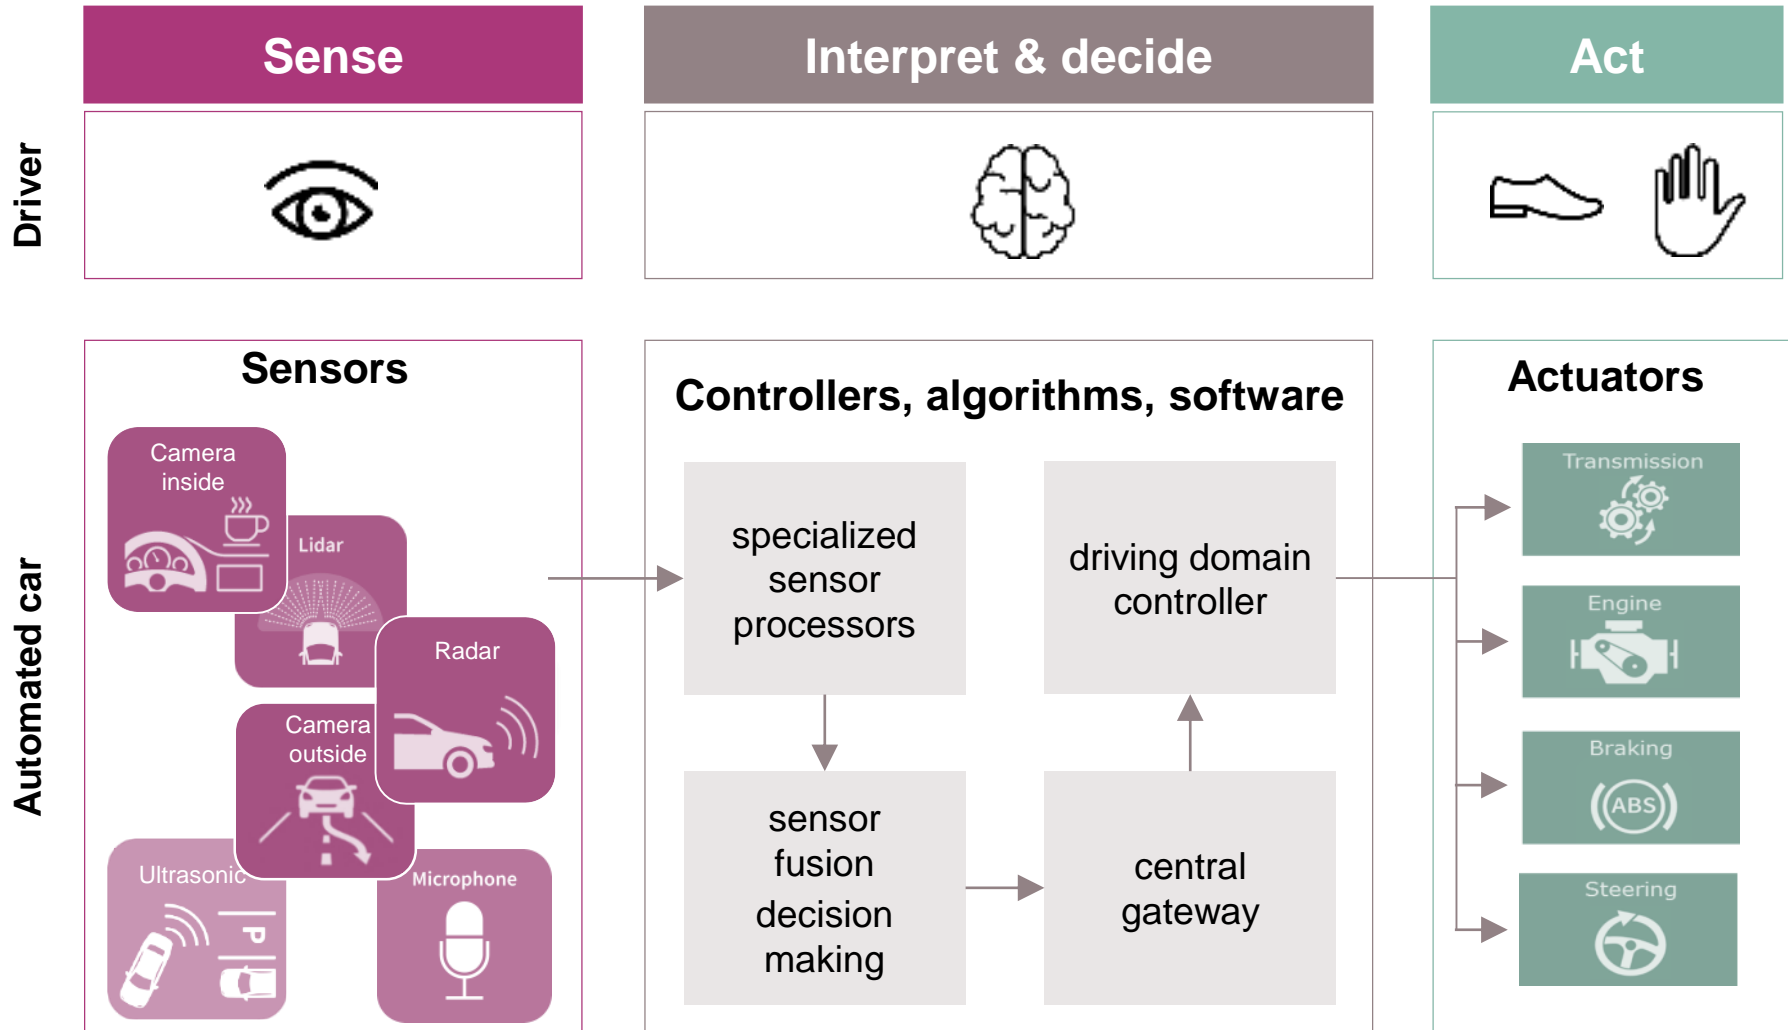 Sense
Interpret & decide
Act
Driver
Automated car
Sensors
Camera
inside
Lidar
Radar
Camera
outside
Ultrasonic
P
Microphone
Controllers, algorithms, software
specialized
sensor
processors
driving domain
controller
sensor
fusion
decision
making
central
gateway
Actuators
Transmission
Engine
Braking
ABS
Steering